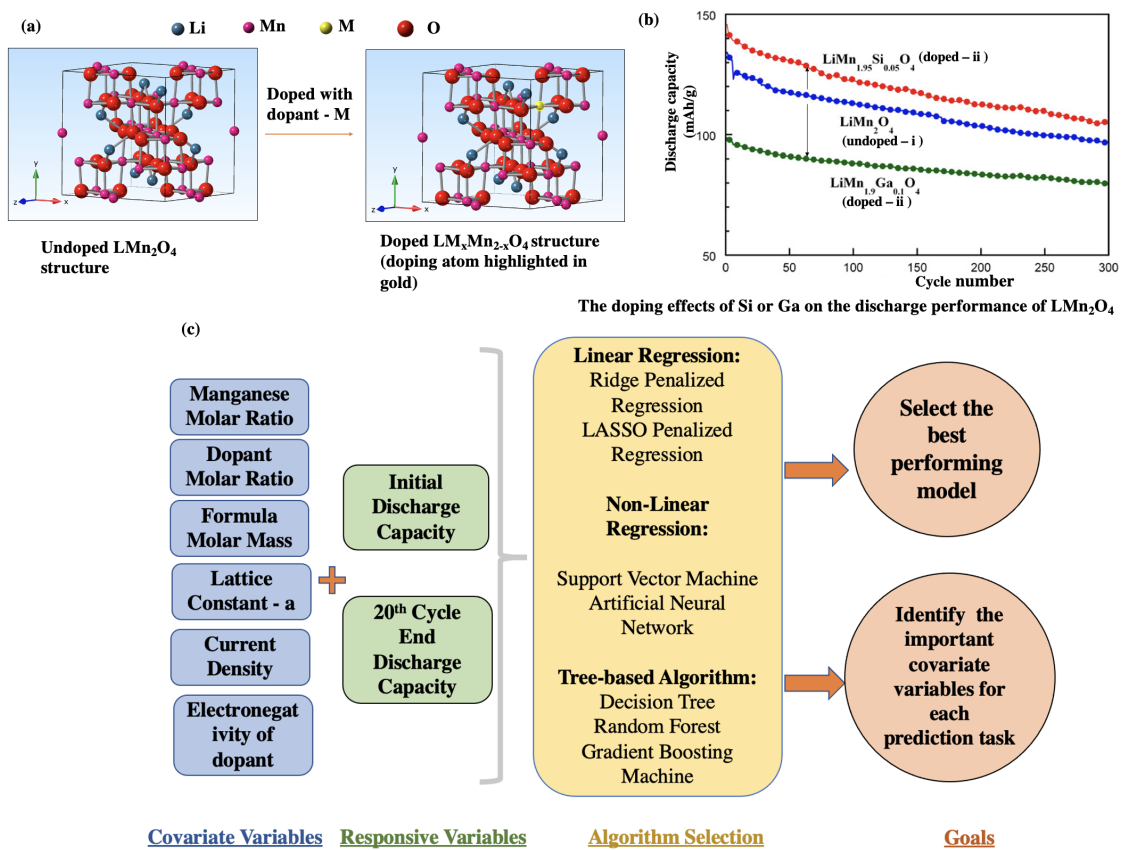 (a)
Li
Mn
M
O
Doped with
dopant - M
y
z
x
y
z
x
Undoped LMn₂O₄
structure
Doped LMₓMn₂₋ₓO₄ structure
(doping atom highlighted in
gold)
(b)
150
100
50
Discharge capacity
(mAh/g)
LiMn₁.₉₅Si₀.₀₅O₄ (doped – ii)
LiMn₂O₄
(undoped – i)
LiMn₁.₉Ga₀.₁O₄
(doped – ii)
0
50
100
150
200
250
300
Cycle number
The doping effects of Si or Ga on the discharge performance of LMn₂O₄
(c)
Manganese
Molar Ratio
Dopant
Molar Ratio
Formula
Molar Mass
Lattice
Constant - a
Current
Density
Electronegat
ivity of
dopant
Initial
Discharge
Capacity
20th Cycle
End
Discharge
Capacity
Linear Regression:
Ridge Penalized
Regression
LASSO Penalized
Regression
Non-Linear
Regression:
Support Vector Machine
Artificial Neural
Network
Tree-based Algorithm:
Decision Tree
Random Forest
Gradient Boosting
Machine
Select the
best
performing
model
Identify the
important
covariate
variables for
each
prediction task
Covariate Variables
Responsive Variables
Algorithm Selection
Goals